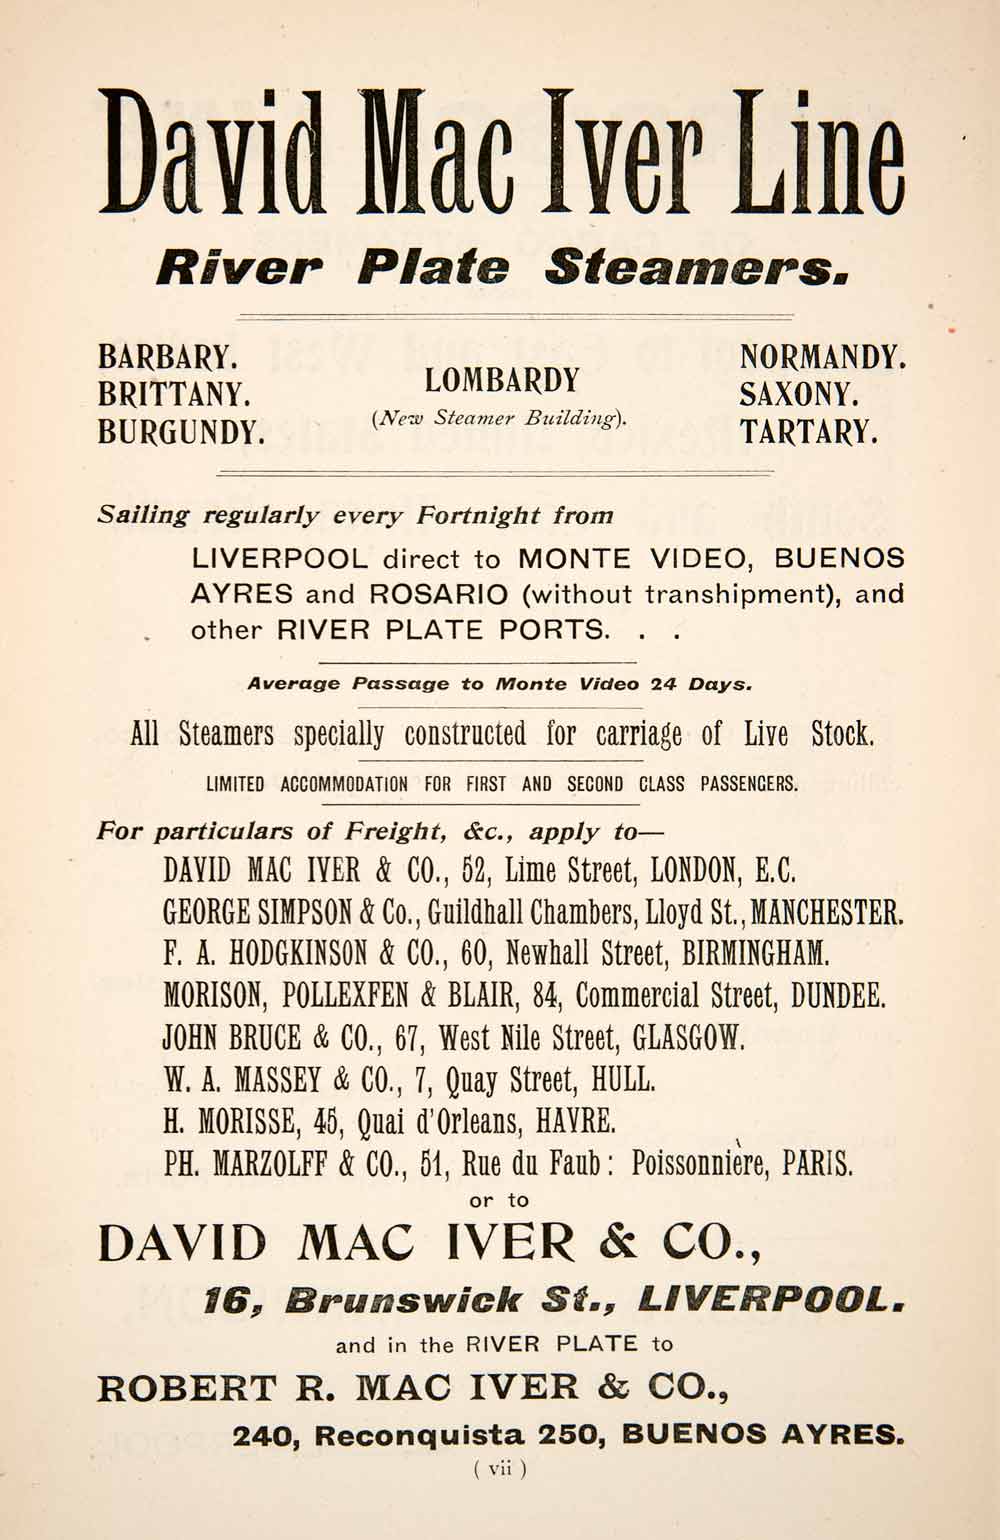 David Mac Iver Line
River Plate Steamers.
BARBARY.
BRITTANY.
BURGUNDY.
LOMBARDY
(New Steamer Building).
NORMANDY.
SAXONY.
TARTARY.
Sailing regularly every Fortnight from
LIVERPOOL direct to MONTE VIDEO, BUENOS
AYRES and ROSARIO (without transhipment), and
other RIVER PLATE PORTS. . .
Average Passage to Monte Video 24 Days.
All Steamers specially constructed for carriage of Live Stock.
LIMITED ACCOMMODATION FOR FIRST AND SECOND CLASS PASSENGERS.
For particulars of Freight, &c., apply to—
DAVID MAC IVER & CO., 52, Lime Street, LONDON, E.C.
GEORGE SIMPSON & Co., Guildhall Chambers, Lloyd St., MANCHESTER.
F. A. HODGKINSON & CO., 60, Newhall Street, BIRMINGHAM.
MORISON, POLLEXFEN & BLAIR, 84, Commercial Street, DUNDEE.
JOHN BRUCE & CO., 67, West Nile Street, GLASGOW.
W. A. MASSEY & CO., 7, Quay Street, HULL.
H. MORISSE, 45, Quai d'Orleans, HAVRE.
PH. MARZOLFF & CO., 51, Rue du Faub: Poissonnière, PARIS.
or to
DAVID MAC IVER & CO.,
16, Brunswick St., LIVERPOOL.
and in the RIVER PLATE to
ROBERT R. MAC IVER & CO.,
240, Reconquista 250, BUENOS AYRES.
( vii )